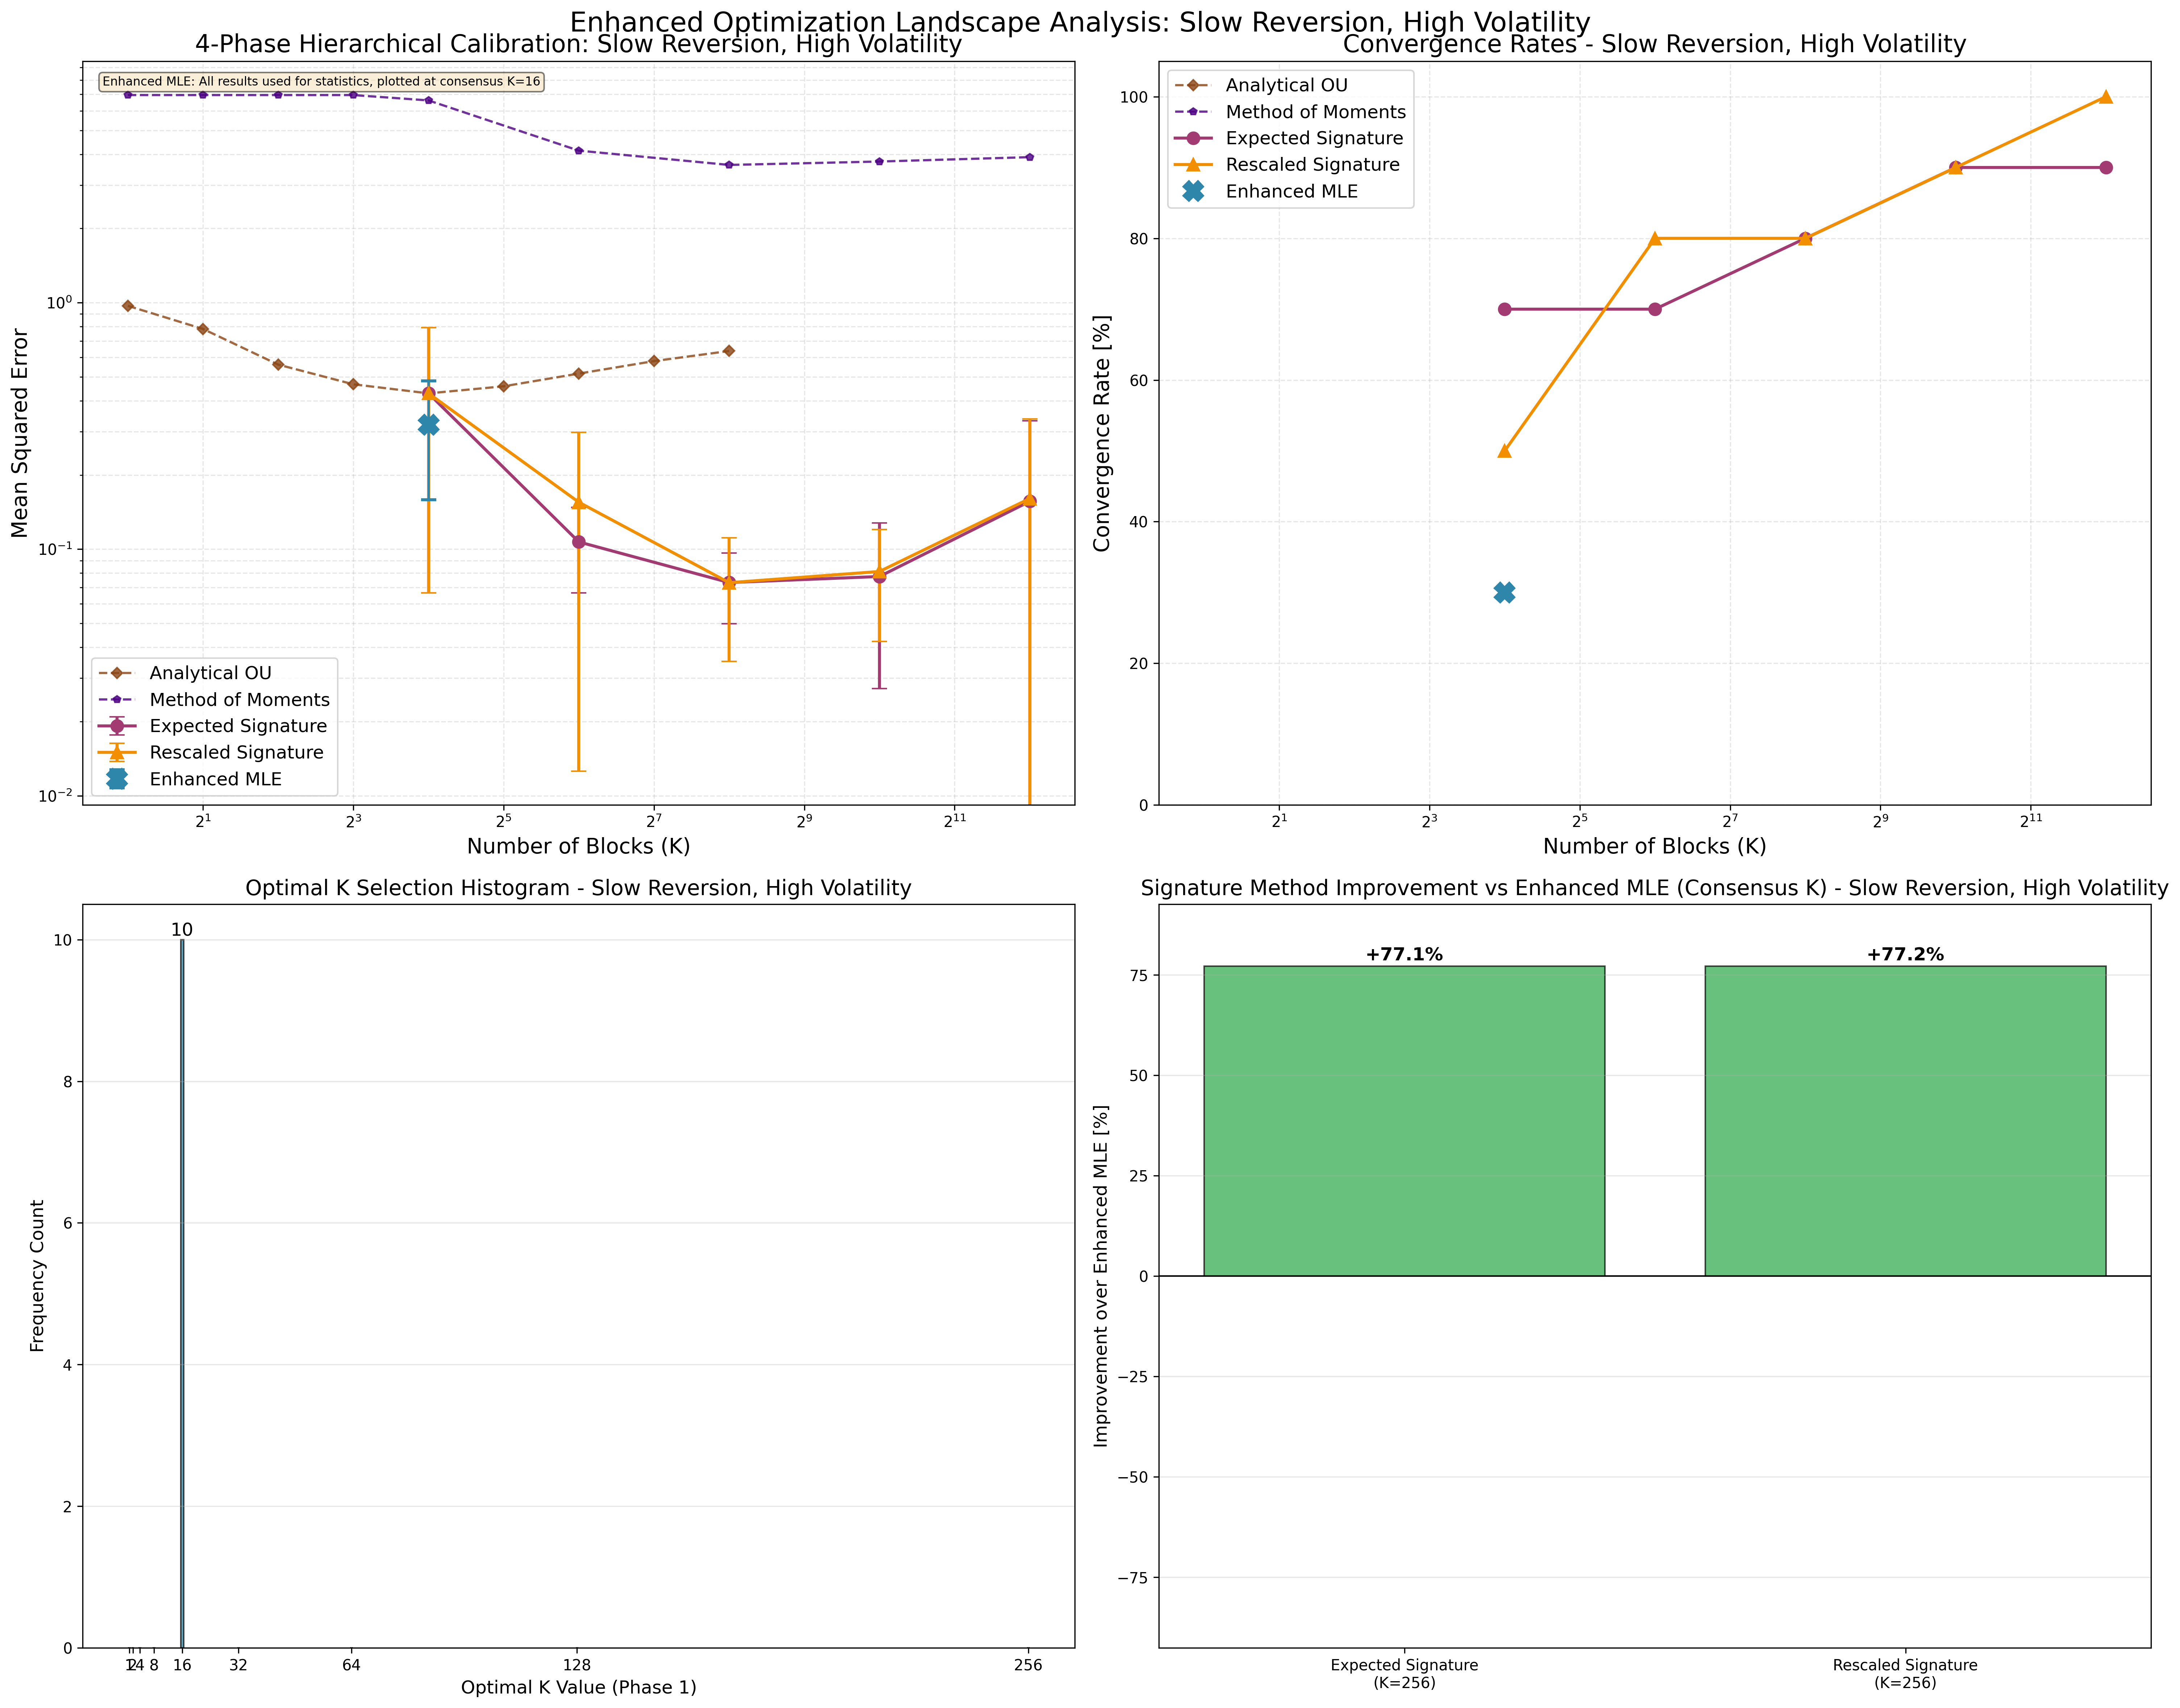 Enhanced Optimization Landscape Analysis: Slow Reversion, High Volatility
4-Phase Hierarchical Calibration: Slow Reversion, High Volatility
Enhanced MLE: All results used for statistics, plotted at consensus K=16
Mean Squared Error
10⁰
10⁻¹
10⁻²
Analytical OU
Method of Moments
Expected Signature
Rescaled Signature
Enhanced MLE
2¹ 2³ 2⁵ 2⁷ 2⁹ 2¹¹
Number of Blocks (K)
Convergence Rates - Slow Reversion, High Volatility
Analytical OU
Method of Moments
Expected Signature
Rescaled Signature
Enhanced MLE
Convergence Rate [%]
100
80
60
40
20
0
2¹ 2³ 2⁵ 2⁷ 2⁹ 2¹¹
Number of Blocks (K)
Optimal K Selection Histogram - Slow Reversion, High Volatility
10
Frequency Count
10
8
6
4
2
0
1 2 4 8 16 32 64 128 256
Optimal K Value (Phase 1)
Signature Method Improvement vs Enhanced MLE (Consensus K) - Slow Reversion, High Volatility
+77.1% +77.2%
Improvement over Enhanced MLE [%]
75
50
25
0
−25
−50
−75
Expected Signature
(K=256)
Rescaled Signature
(K=256)